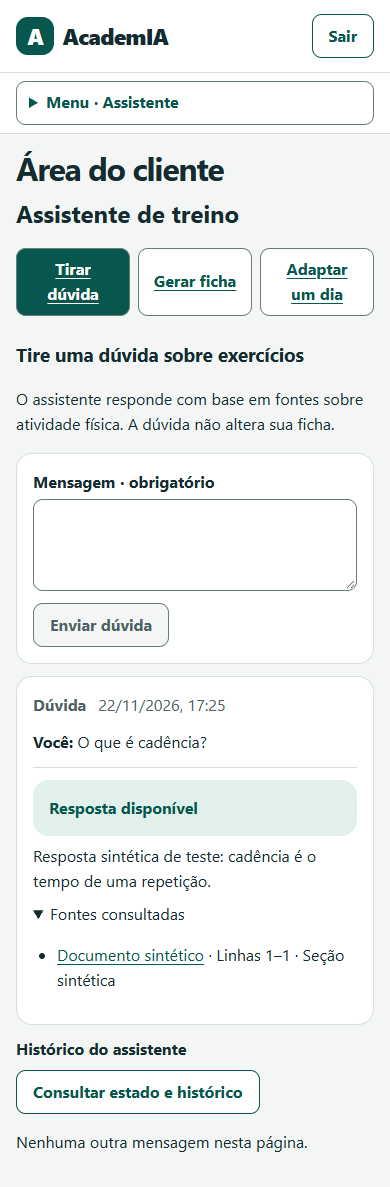 A AcademIA
Sair
▶ Menu · Assistente
Área do cliente
Assistente de treino
Tirar
dúvida
Gerar ficha
Adaptar
um dia
Tire uma dúvida sobre exercícios
O assistente responde com base em fontes sobre
atividade física. A dúvida não altera sua ficha.
Mensagem · obrigatório
Enviar dúvida
Dúvida 22/11/2026, 17:25
Você: O que é cadência?
Resposta disponível
Resposta sintética de teste: cadência é o
tempo de uma repetição.
▼ Fontes consultadas
• Documento sintético · Linhas 1–1 · Seção
sintética
Histórico do assistente
Consultar estado e histórico
Nenhuma outra mensagem nesta página.